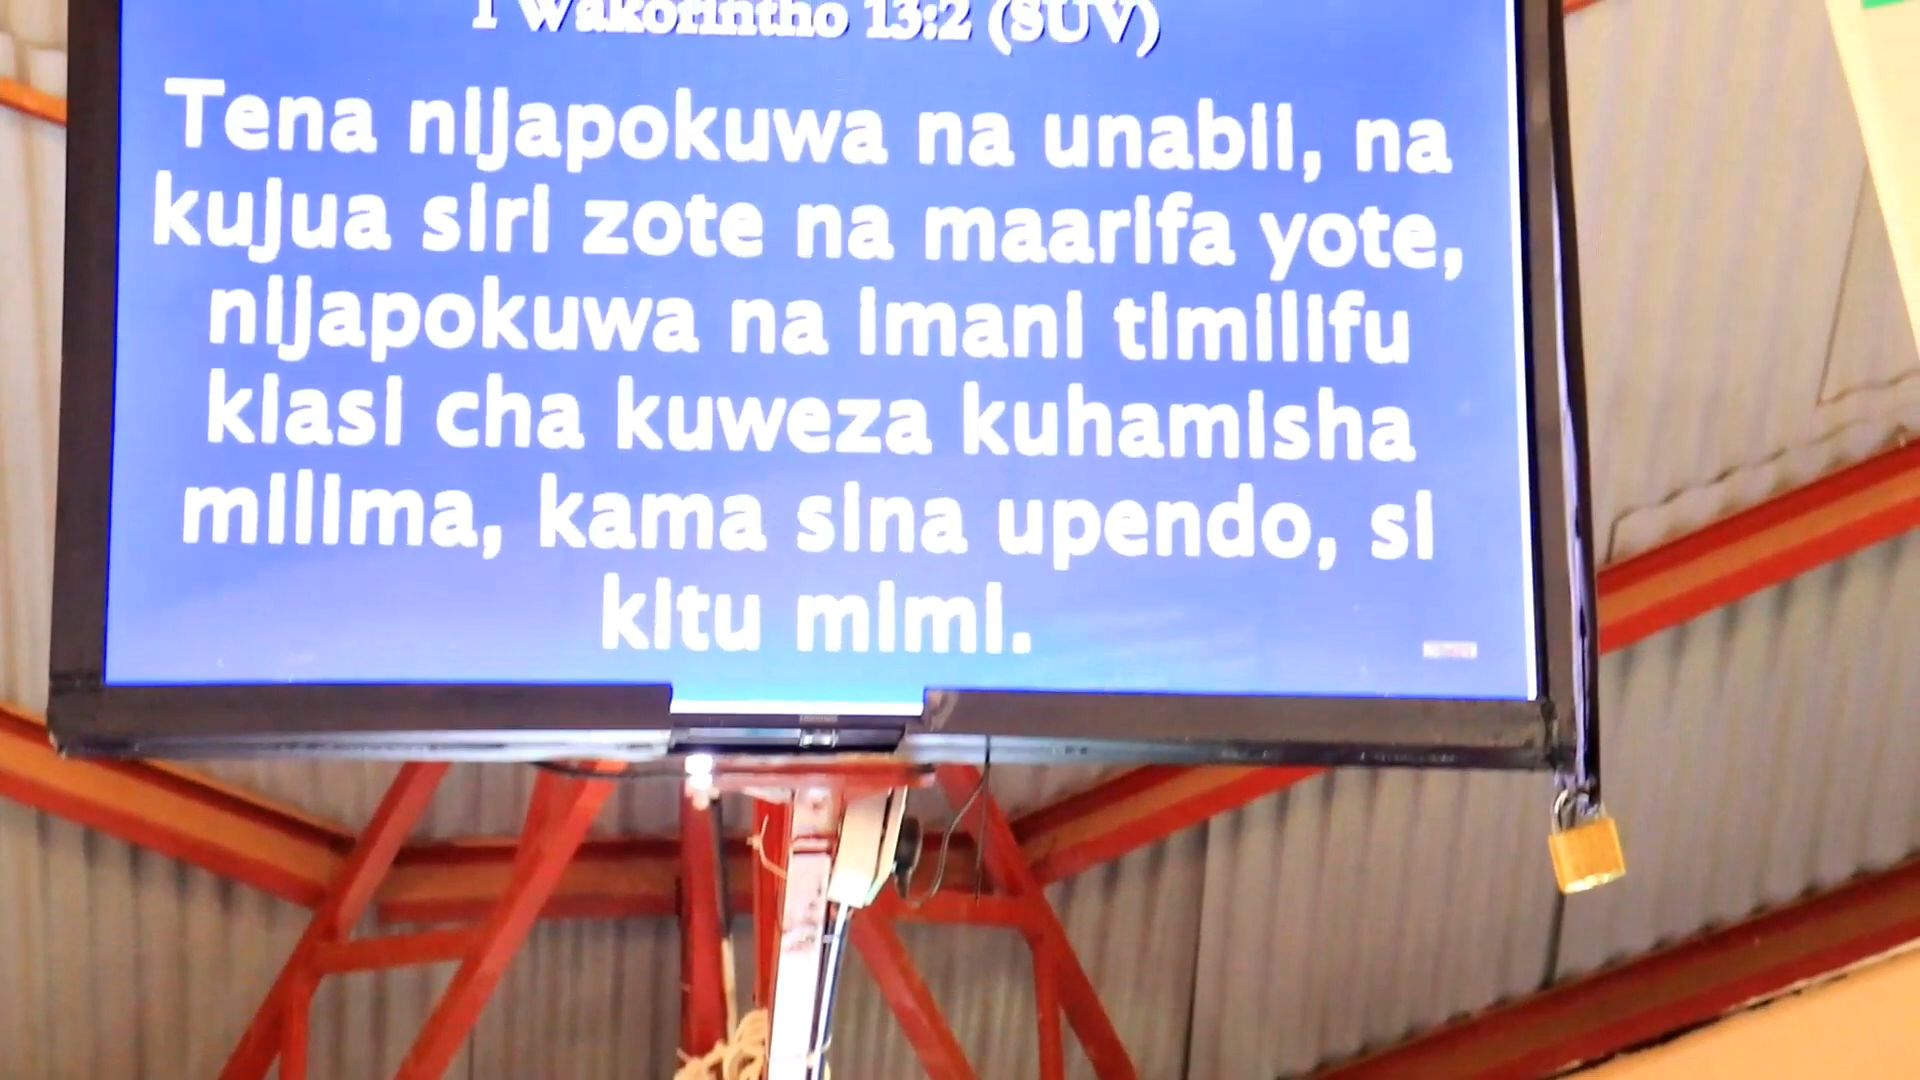 1 Wakorintho 13:2 (SUV)
Tena nijapokuwa na unabii, na
kujua siri zote na maarifa yote,
nijapokuwa na imani timilifu
kiasi cha kuweza kuhamisha
milima, kama sina upendo, si
kitu mimi.